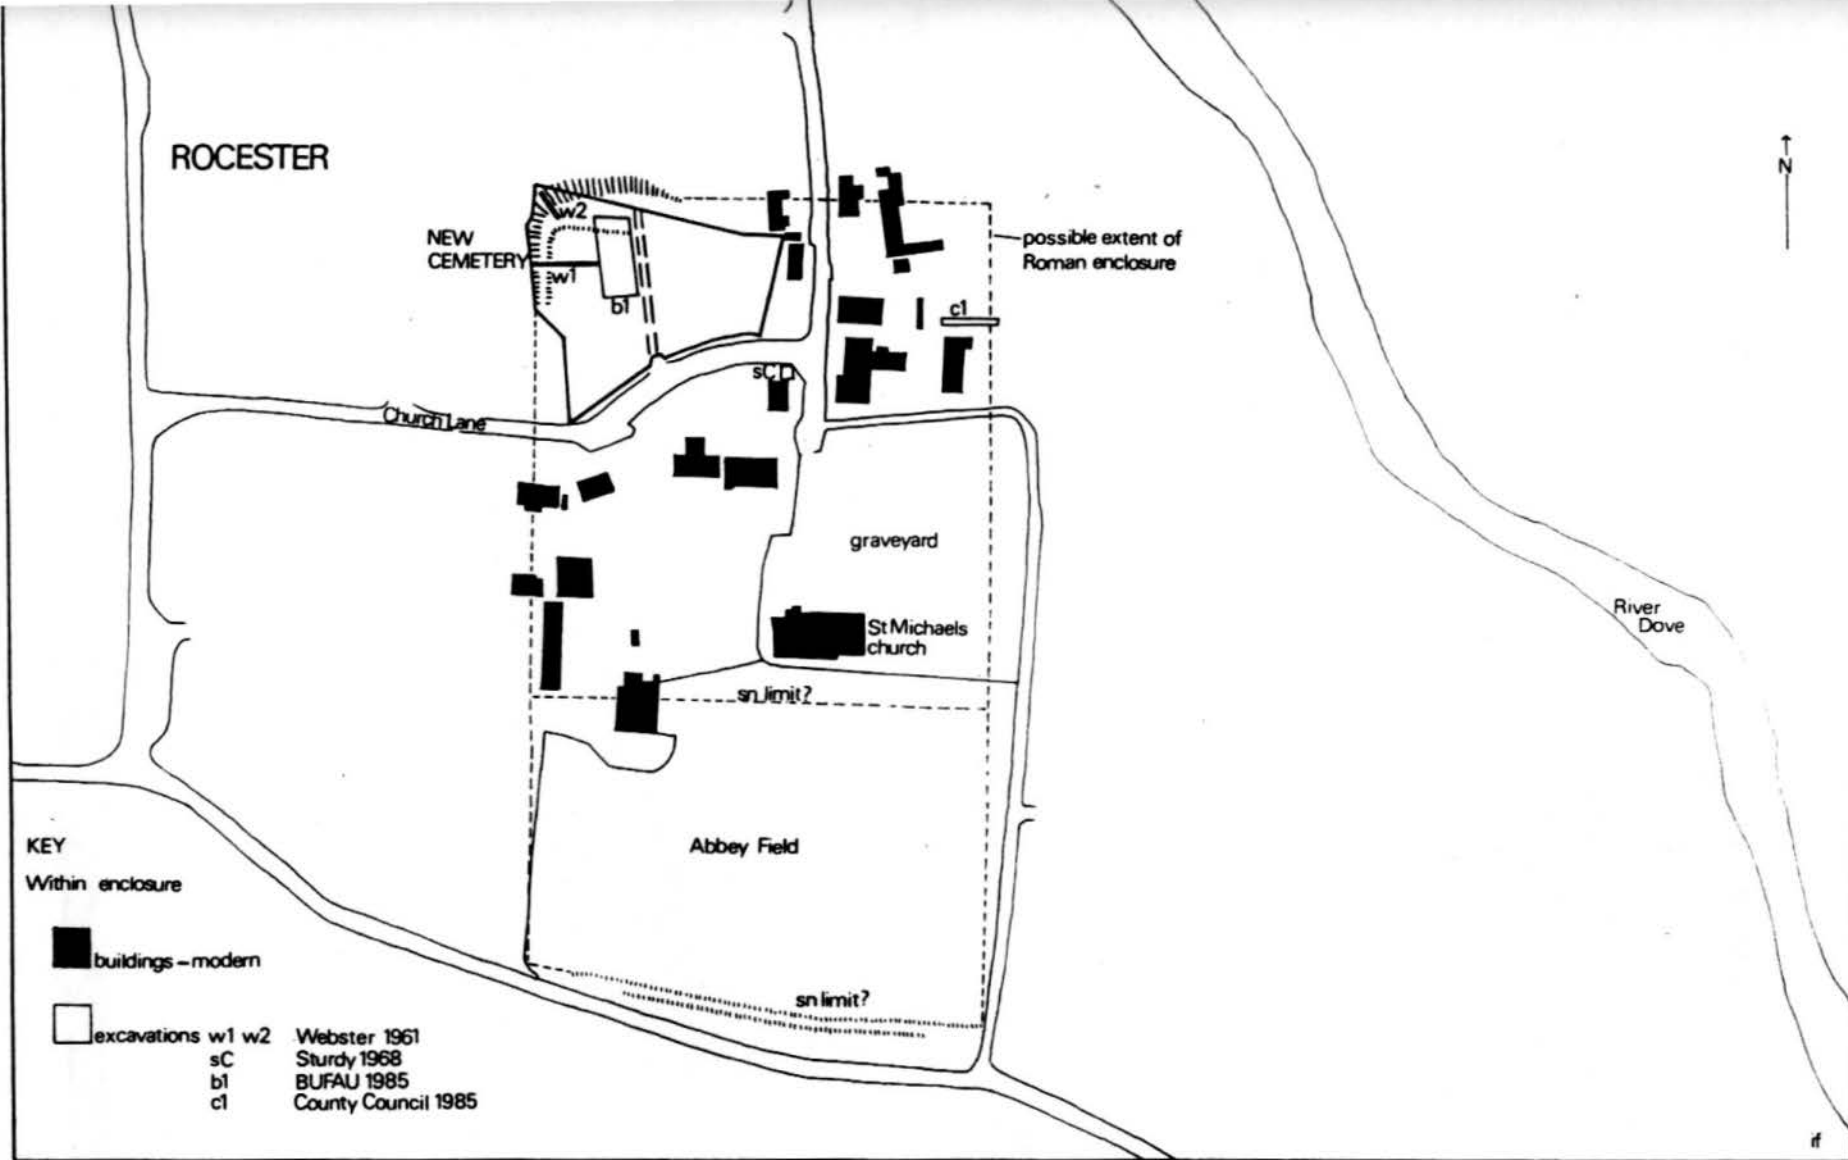 ROCESTER
N
w2
NEW
CEMETERY
w1
b1
possible extent of
Roman enclosure
c1
sC
Church Lane
graveyard
St Michaels
church
River
Dove
sn limit?
Abbey Field
sn limit?
KEY
Within enclosure
buildings – modern
excavations w1 w2 Webster 1961
sC Sturdy 1968
b1 BUFAU 1985
c1 County Council 1985